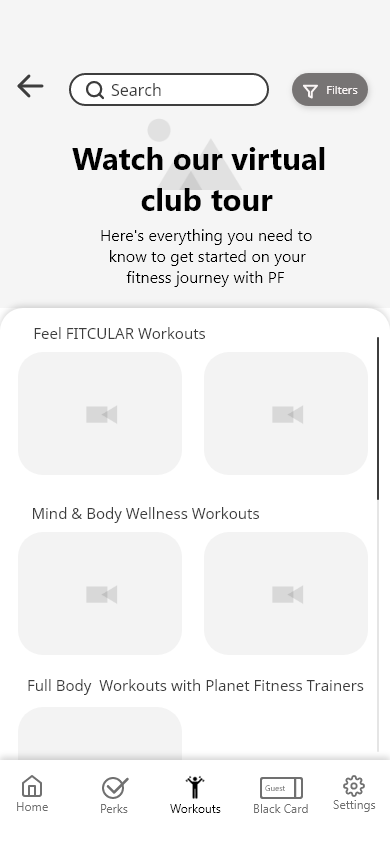 Search
Filters
Watch our virtual
club tour
Here's everything you need to
know to get started on your
fitness journey with PF
Feel FITCULAR Workouts
Mind & Body Wellness Workouts
Full Body  Workouts with Planet Fitness Trainers
Guest
Home
Perks
Workouts
Black Card
Settings